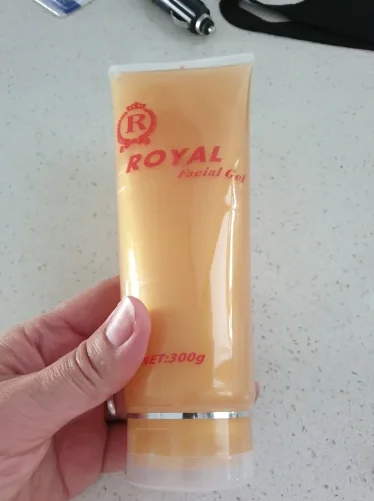 R
ROYAL
Facial Gel
NET:300g